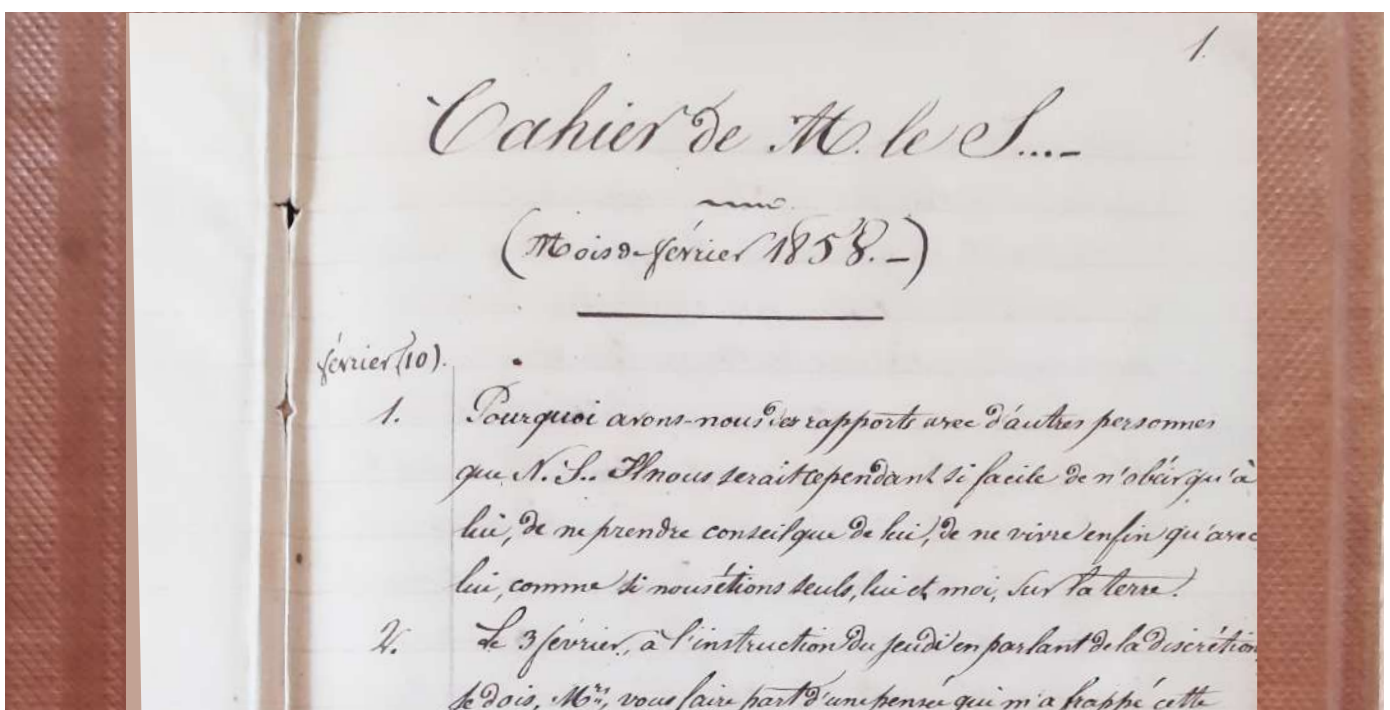 1.
Cahier de M. le S....-
(Mois de février 1858.-)
février (10).
1. Pourquoi avons-nous des rapports avec d'autres personnes
que N. S.. Il nous serait cependant si facile de n'obéir qu'à
lui, de ne prendre conseil que de lui, de ne vivre enfin qu'avec
lui, comme si nous étions seuls, lui et moi, sur la terre.
2. Le 3 février, à l'instruction du jeudi en parlant de la discrétion
je dois, Mrs, vous faire part d'une pensée qui m'a frappé cette